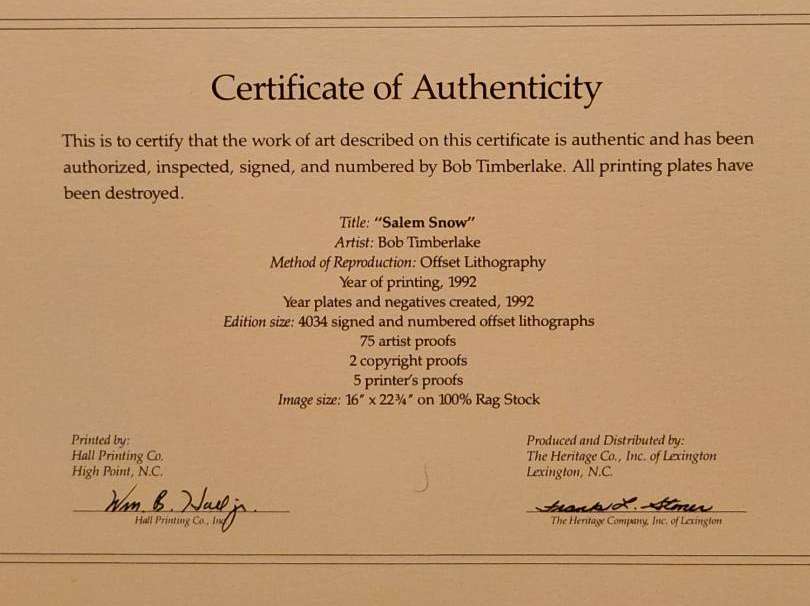 Certificate of Authenticity
This is to certify that the work of art described on this certificate is authentic and has been
authorized, inspected, signed, and numbered by Bob Timberlake. All printing plates have
been destroyed.
Title: “Salem Snow”
Artist: Bob Timberlake
Method of Reproduction: Offset Lithography
Year of printing, 1992
Year plates and negatives created, 1992
Edition size: 4034 signed and numbered offset lithographs
75 artist proofs
2 copyright proofs
5 printer's proofs
Image size: 16″ x 22¾″ on 100% Rag Stock
Printed by:
Hall Printing Co.
High Point, N.C.
Wm. B. Hall jr.
Hall Printing Co., Inc.
Produced and Distributed by:
The Heritage Co., Inc. of Lexington
Lexington, N.C.
Frank L. Stoner
The Heritage Company, Inc. of Lexington